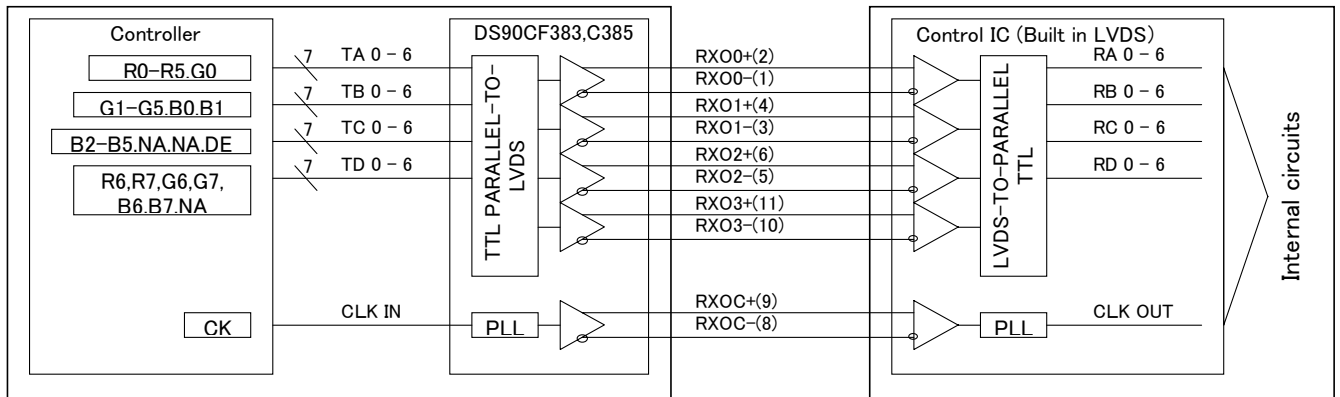 Controller
R0-R5.G0
G1-G5.B0.B1
B2-B5.NA.NA.DE
R6,R7,G6,G7,
B6.B7.NA
CK
7 TA 0 - 6
7 TB 0 - 6
7 TC 0 - 6
7 TD 0 - 6
CLK IN
DS90CF383,C385
TTL PARALLEL-TO-
LVDS
PLL
RXO0+(2)
RXO0-(1)
RXO1+(4)
RXO1-(3)
RXO2+(6)
RXO2-(5)
RXO3+(11)
RXO3-(10)
RXOC+(9)
RXOC-(8)
Control IC (Built in LVDS)
LVDS-TO-PARALLEL
TTL
PLL
RA 0 - 6
RB 0 - 6
RC 0 - 6
RD 0 - 6
CLK OUT
Internal circuits